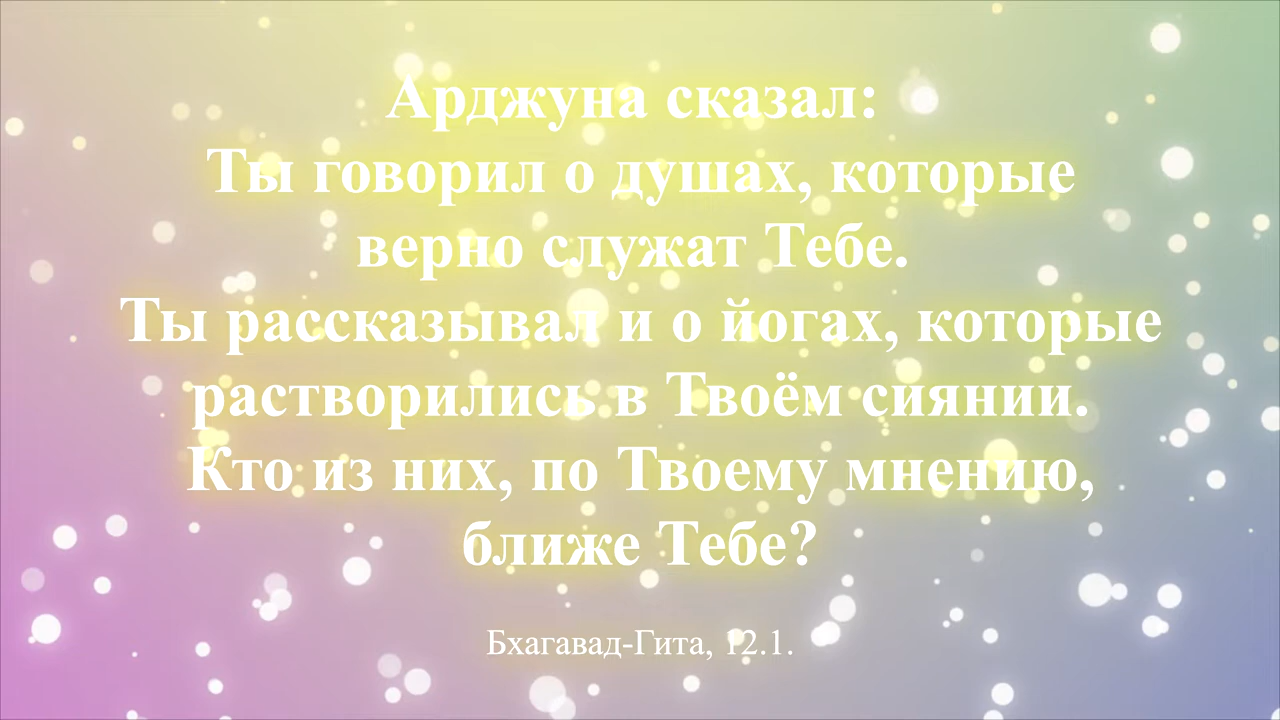 Арджуна сказал:
Ты говорил о душах, которые
верно служат Тебе.
Ты рассказывал и о йогах, которые
растворились в Твоём сиянии.
Кто из них, по Твоему мнению,
ближе Тебе?
Бхагавад-Гита, 12.1.